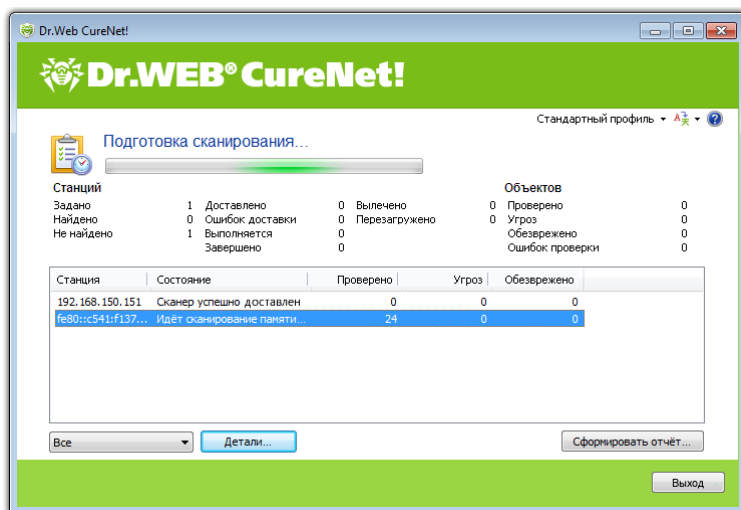 Dr.Web CureNet!
Dr.WEB® CureNet!
Стандартный профиль
Подготовка сканирования...
Станций Объектов
Задано 1 Доставлено 0 Вылечено 0 Проверено 0
Найдено 0 Ошибок доставки 0 Перезагружено 0 Угроз 0
Не найдено 1 Выполняется 0 Обезврежено 0
Завершено 0 Ошибок проверки 0
Станция Состояние Проверено Угроз Обезврежено
192.168.150.151 Сканер успешно доставлен 0 0 0
fe80::c541:f137... Идёт сканирование памяти... 24 0 0
Все Детали... Сформировать отчёт...
Выход